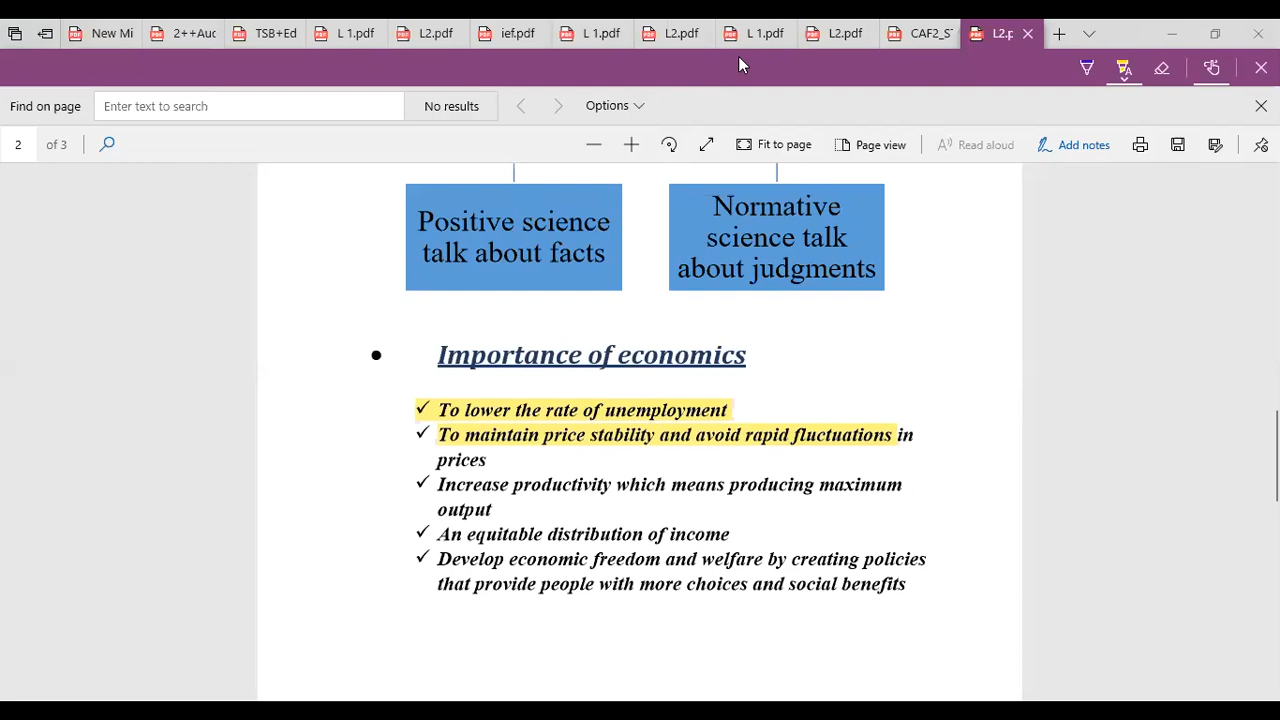 New Mi
2++Auc
TSB+Ed
L 1.pdf
L2.pdf
ief.pdf
L 1.pdf
L2.pdf
L 1.pdf
L2.pdf
CAF2_S
L2.p
Find on page
Enter text to search
No results
Options
2 of 3
Fit to page
Page view
Read aloud
Add notes
Positive science
talk about facts
Normative
science talk
about judgments
Importance of economics
✓ To lower the rate of unemployment
✓ To maintain price stability and avoid rapid fluctuations in
prices
✓ Increase productivity which means producing maximum
output
✓ An equitable distribution of income
✓ Develop economic freedom and welfare by creating policies
that provide people with more choices and social benefits